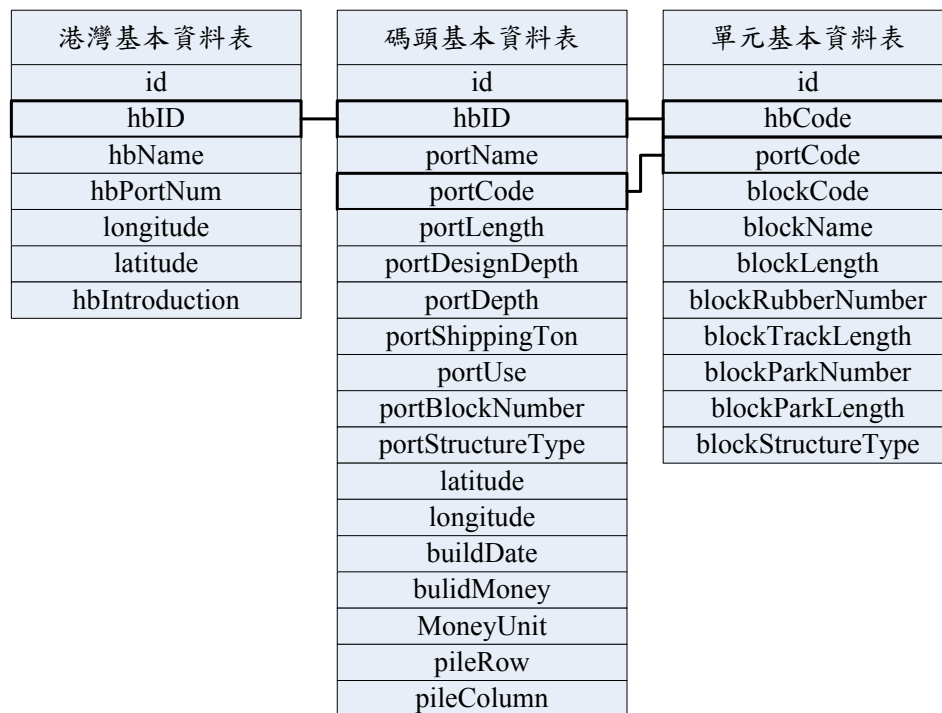 港灣基本資料表
id
hbID
hbName
hbPortNum
longitude
latitude
hbIntroduction
碼頭基本資料表
id
hbID
portName
portCode
portLength
portDesignDepth
portDepth
portShippingTon
portUse
portBlockNumber
portStructureType
latitude
longitude
buildDate
bulidMoney
MoneyUnit
pileRow
pileColumn
單元基本資料表
id
hbCode
portCode
blockCode
blockName
blockLength
blockRubberNumber
blockTrackLength
blockParkNumber
blockParkLength
blockStructureType